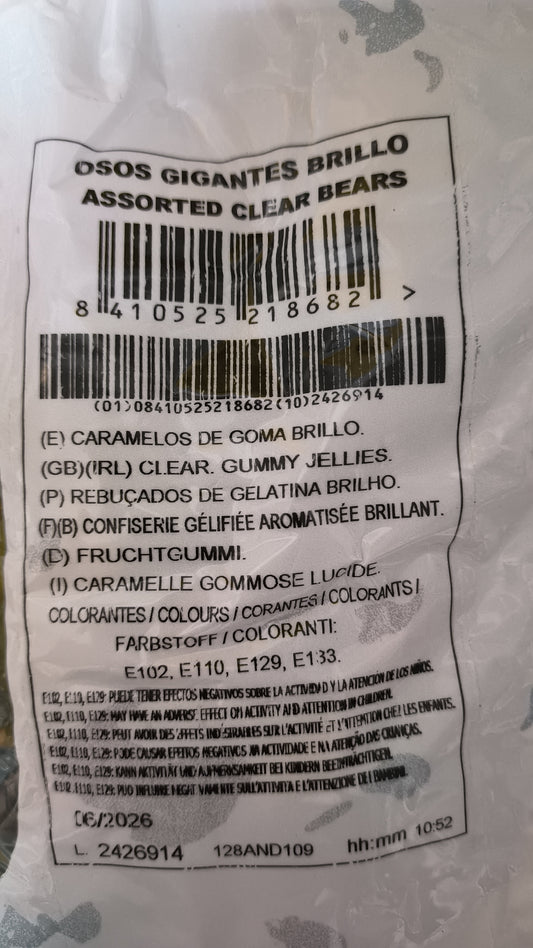 OSOS GIGANTES BRILLO
ASSORTED CLEAR BEARS
8 410525 218682 >
(01)08410525218682(10)2426914
(E) CARAMELOS DE GOMA BRILLO.
(GB)(IRL) CLEAR. GUMMY JELLIES.
(P) REBUÇADOS DE GELATINA BRILHO.
(F)(B) CONFISERIE GÉLIFIÉE AROMATISÉE BRILLANT.
(D) FRUCHTGUMMI.
(I) CARAMELLE GOMMOSE LUCIDE.
COLORANTES / COLOURS / CORANTES / COLORANTS /
FARBSTOFF / COLORANTI:
E102, E110, E129, E133.
E102, E110, E129: PUEDE TENER EFECTOS NEGATIVOS SOBRE LA ACTIVIDAD Y LA ATENCIÓN DE LOS NIÑOS.
E102, E110, E129: MAY HAVE AN ADVERSE EFFECT ON ACTIVITY AND ATTENTION IN CHILDREN.
E102, E110, E129: PEUT AVOIR DES EFFETS INDÉSIRABLES SUR L'ACTIVITÉ ET L'ATTENTION CHEZ LES ENFANTS.
E102, E110, E129: PODE CAUSAR EFEITOS NEGATIVOS NA ACTIVIDADE E NA ATENÇÃO DAS CRIANÇAS.
E102, E110, E129: KANN AKTIVITÄT UND AUFMERKSAMKEIT BEI KINDERN BEEINTRÄCHTIGEN.
E102, E110, E129: PUÒ INFLUIRE NEGATIVAMENTE SULL'ATTIVITÀ E L'ATTENZIONE DEI BAMBINI.
06/2026
L. 2426914 128AND109 hh:mm 10:52